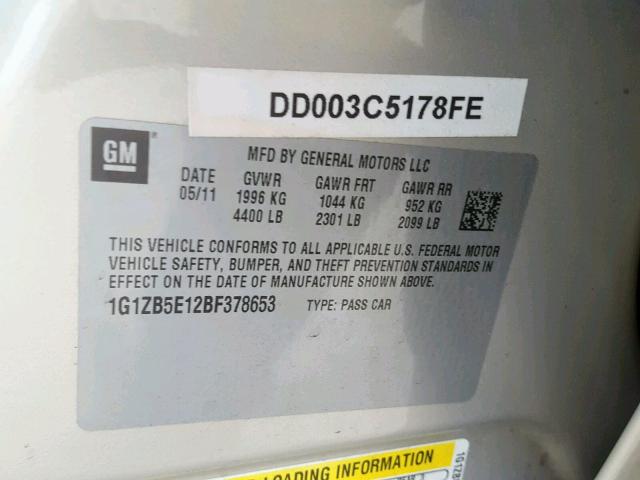 DD003C5178FE
GM
MFD BY GENERAL MOTORS LLC
DATE GVWR GAWR FRT GAWR RR
05/11 1996 KG 1044 KG 952 KG
4400 LB 2301 LB 2099 LB
THIS VEHICLE CONFORMS TO ALL APPLICABLE U.S. FEDERAL MOTOR
VEHICLE SAFETY, BUMPER, AND THEFT PREVENTION STANDARDS IN
EFFECT ON THE DATE OF MANUFACTURE SHOWN ABOVE.
1G1ZB5E12BF378653 TYPE: PASS CAR
LOADING INFORMATION